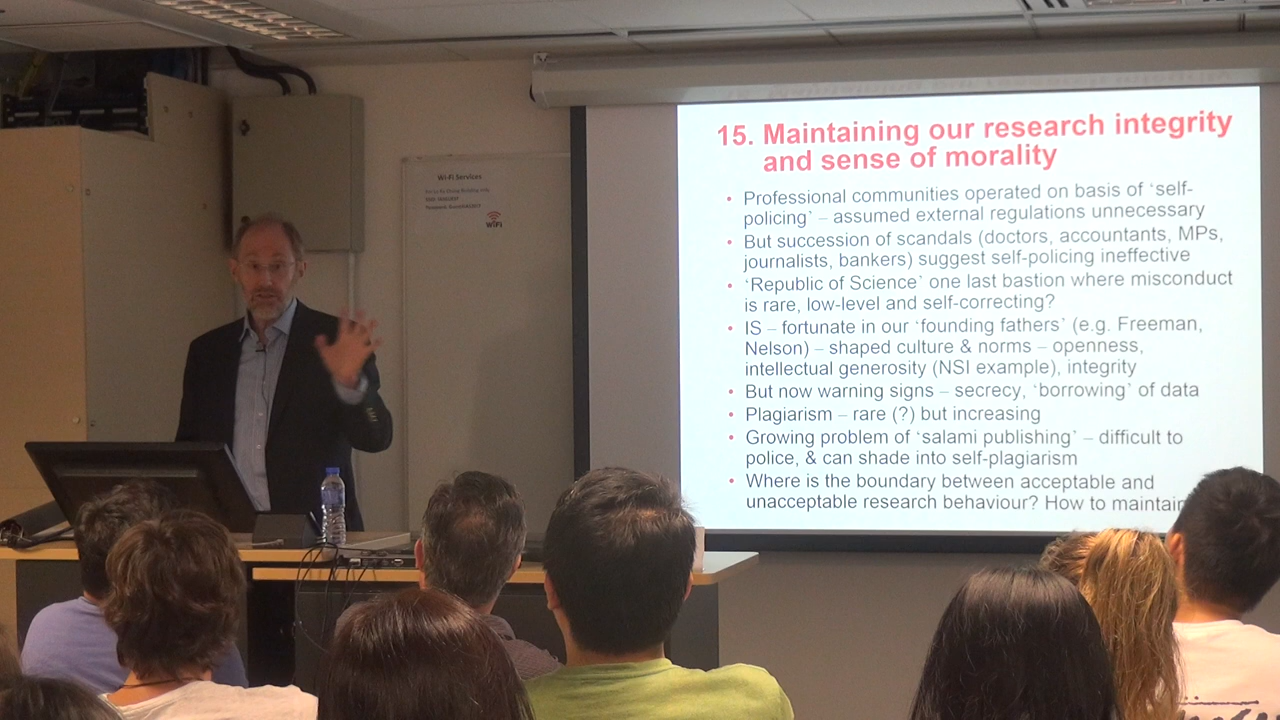 15. Maintaining our research integrity
and sense of morality
• Professional communities operated on basis of ‘self-
policing’ – assumed external regulations unnecessary
• But succession of scandals (doctors, accountants, MPs,
journalists, bankers) suggest self-policing ineffective
• ‘Republic of Science’ one last bastion where misconduct
is rare, low-level and self-correcting?
• IS – fortunate in our ‘founding fathers’ (e.g. Freeman,
Nelson) – shaped culture & norms – openness,
intellectual generosity (NSI example), integrity
• But now warning signs – secrecy, ‘borrowing’ of data
• Plagiarism – rare (?) but increasing
• Growing problem of ‘salami publishing’ – difficult to
police, & can shade into self-plagiarism
• Where is the boundary between acceptable and
unacceptable research behaviour? How to maintain
Wi-Fi Services
WiFi